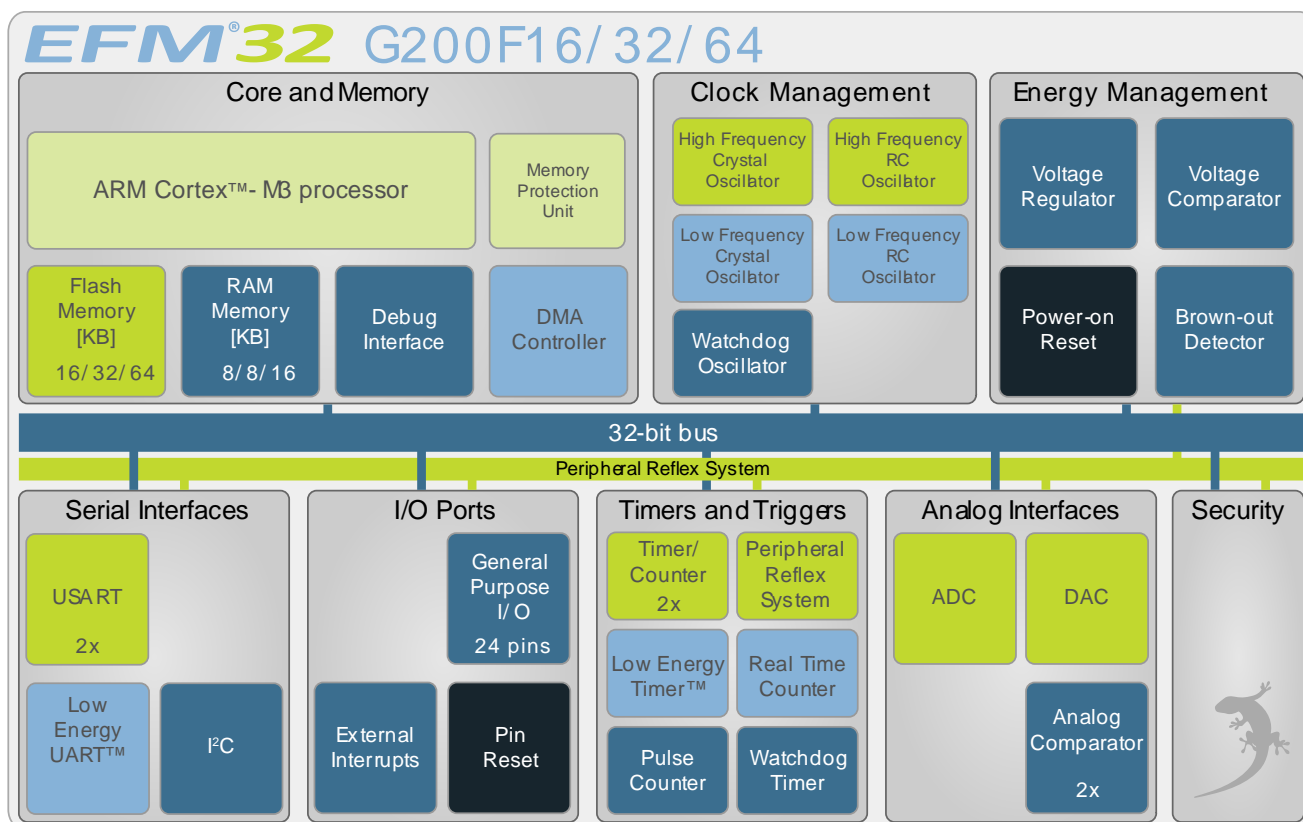 EFM®32 G200F16/32/64
Core and Memory
ARM Cortex™-M3 processor
Memory
Protection
Unit
Flash
Memory
[KB]
16/32/64
RAM
Memory
[KB]
8/8/16
Debug
Interface
DMA
Controller
Clock Management
High Frequency
Crystal
Oscillator
High Frequency
RC
Oscillator
Low Frequency
Crystal
Oscillator
Low Frequency
RC
Oscillator
Watchdog
Oscillator
Energy Management
Voltage
Regulator
Voltage
Comparator
Power-on
Reset
Brown-out
Detector
32-bit bus
Peripheral Reflex System
Serial Interfaces
USART
2x
Low
Energy
UART™
I²C
I/O Ports
General
Purpose
I/O
24 pins
External
Interrupts
Pin
Reset
Timers and Triggers
Timer/
Counter
2x
Peripheral
Reflex
System
Low Energy
Timer™
Real Time
Counter
Pulse
Counter
Watchdog
Timer
Analog Interfaces
ADC
DAC
Analog
Comparator
2x
Security